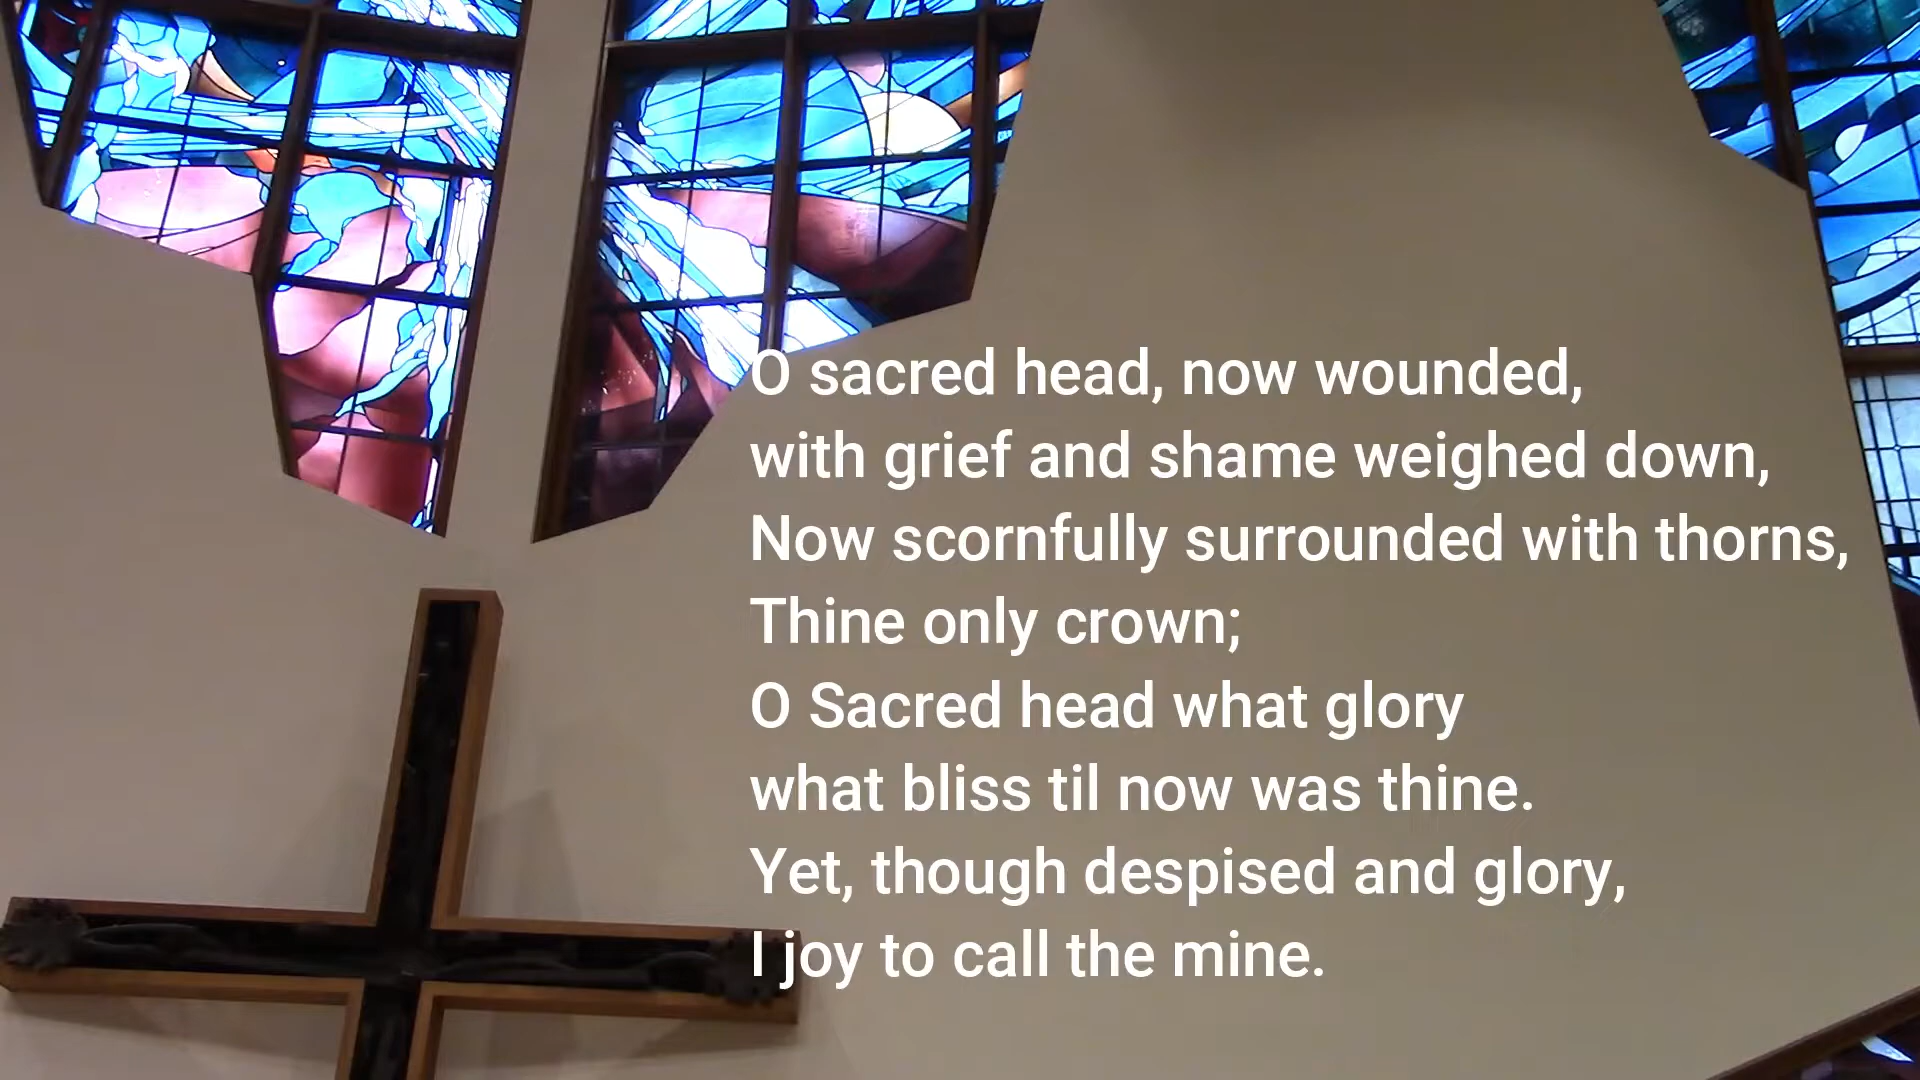 O sacred head, now wounded,
with grief and shame weighed down,
Now scornfully surrounded with thorns,
Thine only crown;
O Sacred head what glory
what bliss til now was thine.
Yet, though despised and glory,
I joy to call the mine.